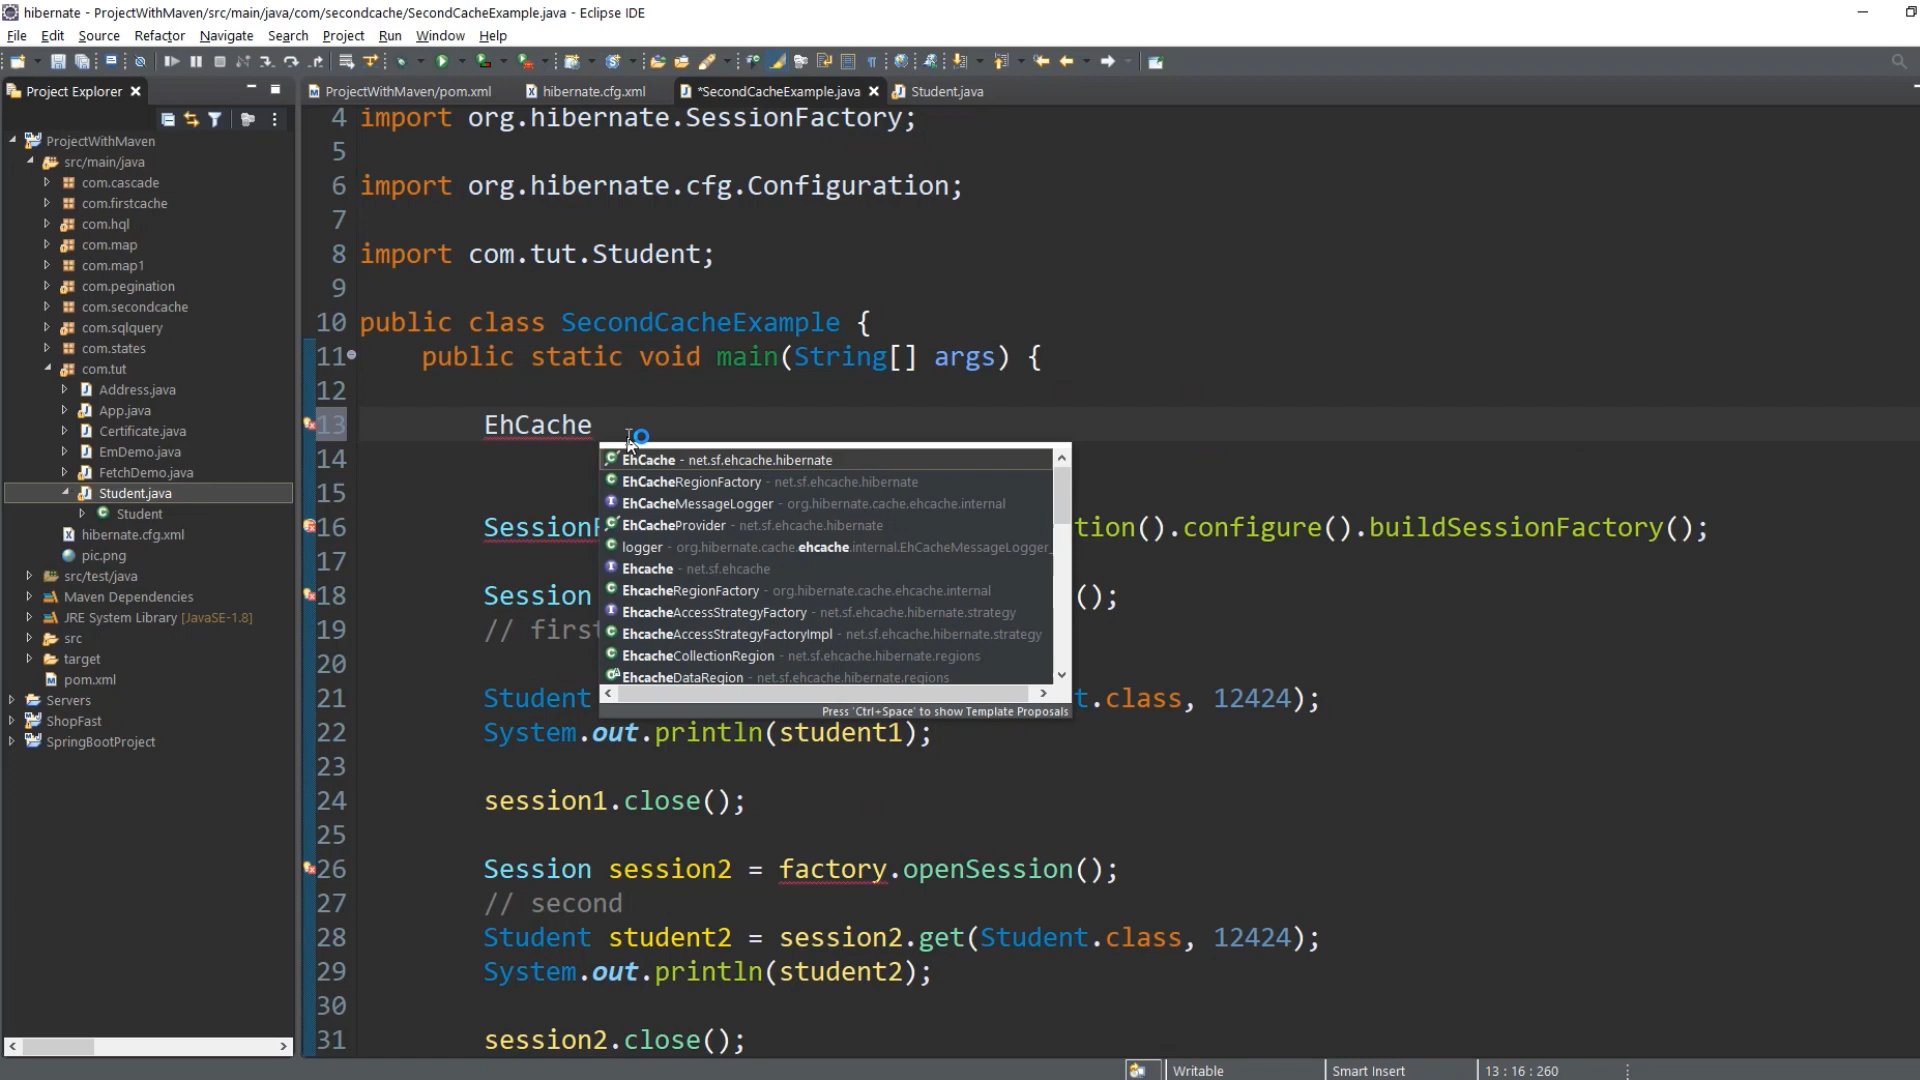 hibernate - ProjectWithMaven/src/main/java/com/secondcache/SecondCacheExample.java - Eclipse IDE
File Edit Source Refactor Navigate Search Project Run Window Help
Project Explorer
ProjectWithMaven/pom.xml hibernate.cfg.xml *SecondCacheExample.java Student.java
ProjectWithMaven
src/main/java
com.cascade
com.firstcache
com.hql
com.map
com.map1
com.pegination
com.secondcache
com.sqlquery
com.states
com.tut
Address.java
App.java
Certificate.java
EmDemo.java
FetchDemo.java
Student.java
Student
hibernate.cfg.xml
pic.png
src/test/java
Maven Dependencies
JRE System Library [JavaSE-1.8]
src
target
pom.xml
Servers
ShopFast
SpringBootProject
4 import org.hibernate.SessionFactory;
5
6 import org.hibernate.cfg.Configuration;
7
8 import com.tut.Student;
9
10 public class SecondCacheExample {
11 public static void main(String[] args) {
12
13 EhCache
14
15
16 Session tion().configure().buildSessionFactory();
17
18 Session ();
19 // first
20
21 Student t.class, 12424);
22 System.out.println(student1);
23
24 session1.close();
25
26 Session session2 = factory.openSession();
27 // second
28 Student student2 = session2.get(Student.class, 12424);
29 System.out.println(student2);
30
31 session2.close();
EhCache - net.sf.ehcache.hibernate
EhCacheRegionFactory - net.sf.ehcache.hibernate
EhCacheMessageLogger - org.hibernate.cache.ehcache.internal
EhCacheProvider - net.sf.ehcache.hibernate
logger - org.hibernate.cache.ehcache.internal.EhCacheMessageLogger_
Ehcache - net.sf.ehcache
EhcacheRegionFactory - org.hibernate.cache.ehcache.internal
EhcacheAccessStrategyFactory - net.sf.ehcache.hibernate.strategy
EhcacheAccessStrategyFactoryImpl - net.sf.ehcache.hibernate.strategy
EhcacheCollectionRegion - net.sf.ehcache.hibernate.regions
EhcacheDataRegion - net.sf.ehcache.hibernate.regions
Press 'Ctrl+Space' to show Template Proposals
Writable Smart Insert 13 : 16 : 260